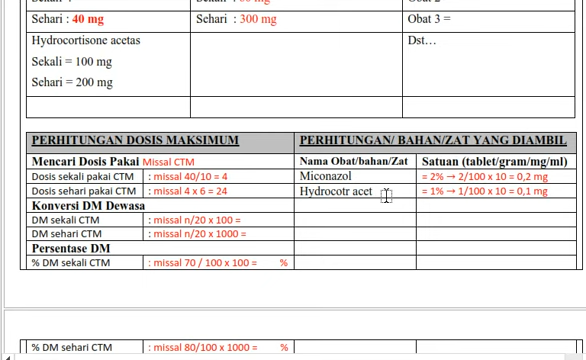 Sehari : 40 mg
Sehari : 300 mg
Obat 3 =
Hydrocortisone acetas
Dst…
Sekali = 100 mg
Sehari = 200 mg
PERHITUNGAN DOSIS MAKSIMUM
PERHITUNGAN/ BAHAN/ZAT YANG DIAMBIL
Mencari Dosis Pakai Missal CTM
Nama Obat/bahan/Zat
Satuan (tablet/gram/mg/ml)
Dosis sekali pakai CTM : missal 40/10 = 4
Miconazol
= 2% → 2/100 x 10 = 0,2 mg
Dosis sehari pakai CTM : missal 4 x 6 = 24
Hydrocotr acet
= 1% → 1/100 x 10 = 0,1 mg
Konversi DM Dewasa
DM sekali CTM : missal n/20 x 100 =
DM sehari CTM : missal n/20 x 1000 =
Persentase DM
% DM sekali CTM : missal 70 / 100 x 100 = %
% DM sehari CTM : missal 80/100 x 1000 = %